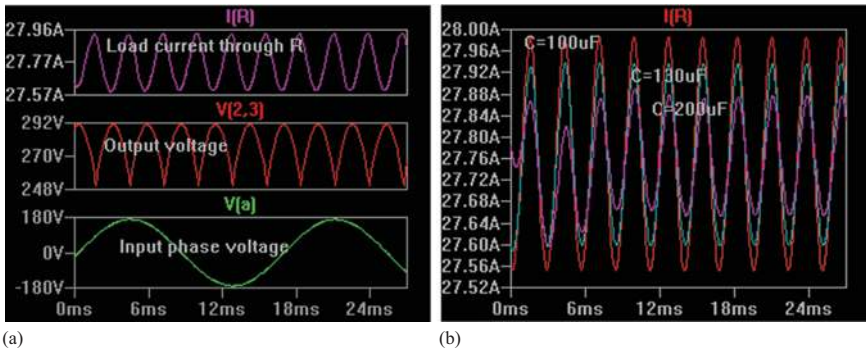 I(R)
27.96A
Load current through R
27.77A
27.57A
V(2,3)
292V
270V
Output voltage
248V
V(a)
180V
0V
Input phase voltage
-180V
0ms 6ms 12ms 18ms 24ms
(a)
I(R)
28.00A
27.96A
C=100uF
27.92A
C=130uF
27.88A
C=200uF
27.84A
27.80A
27.76A
27.72A
27.68A
27.64A
27.60A
27.56A
27.52A
0ms 6ms 12ms 18ms 24ms
(b)